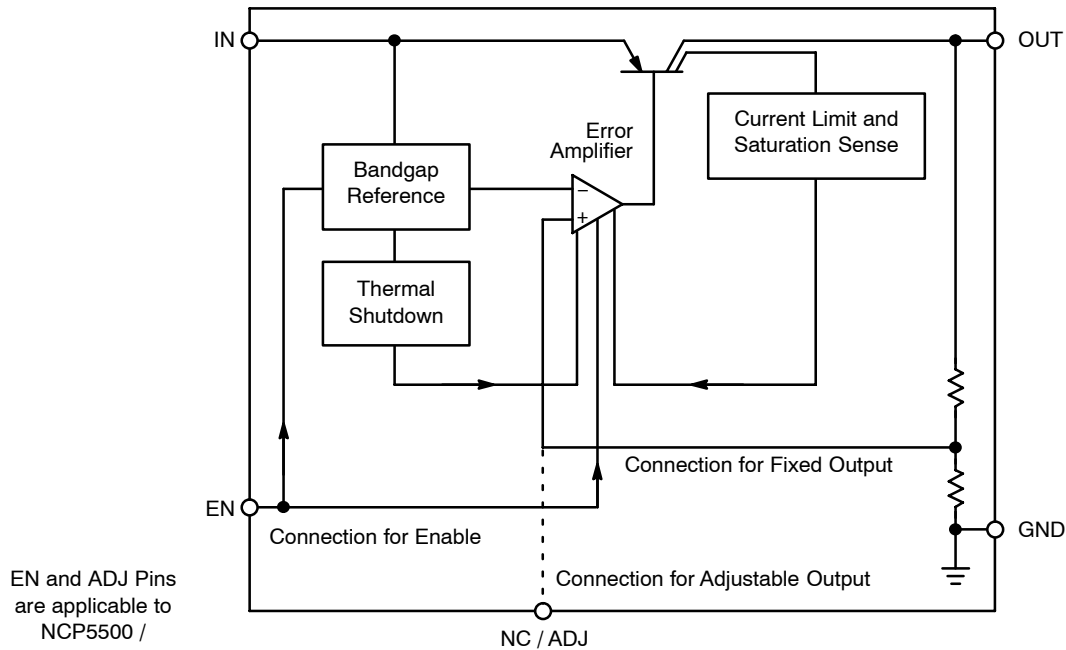 IN
OUT
Error
Amplifier
Current Limit and
Saturation Sense
Bandgap
Reference
−
+
Thermal
Shutdown
Connection for Fixed Output
EN
Connection for Enable
GND
EN and ADJ Pins
are applicable to
NCP5500 /
Connection for Adjustable Output
NC / ADJ